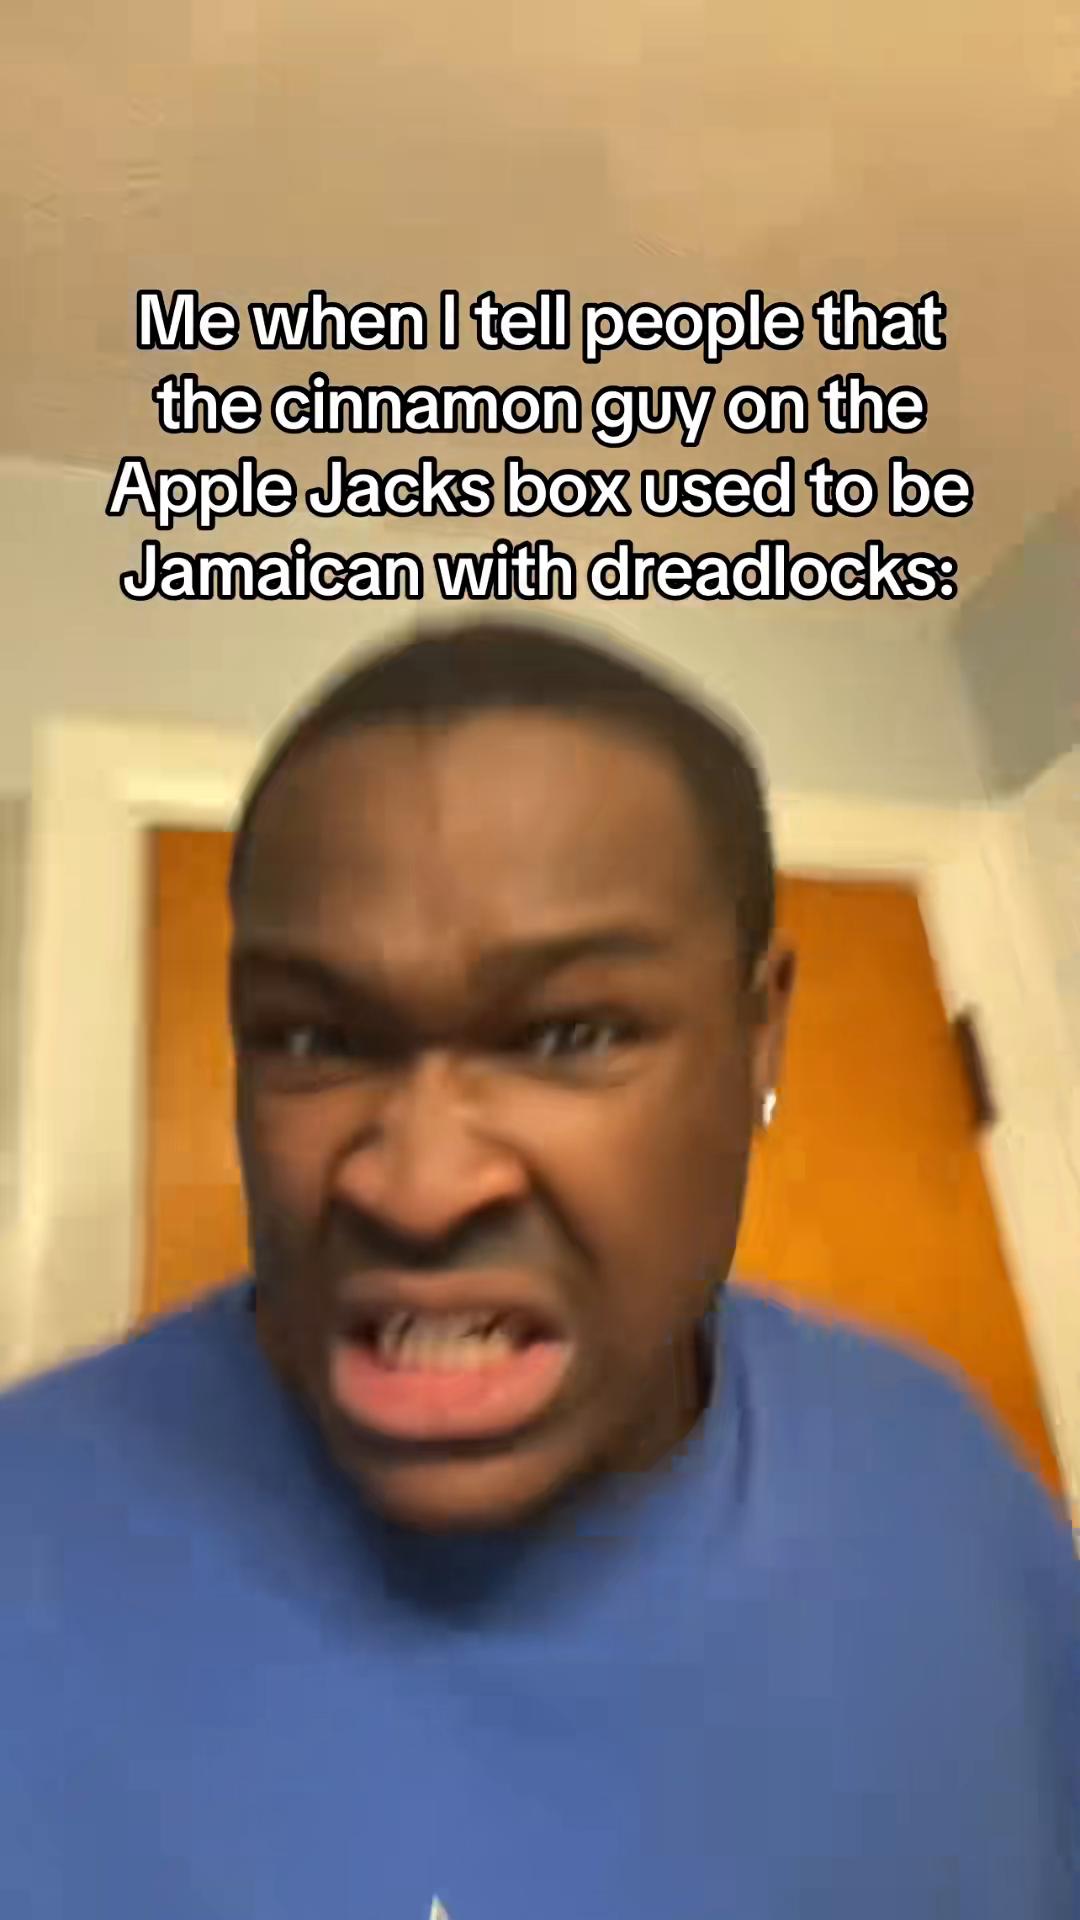 Me when I tell people that
the cinnamon guy on the
Apple Jacks box used to be
Jamaican with dreadlocks: